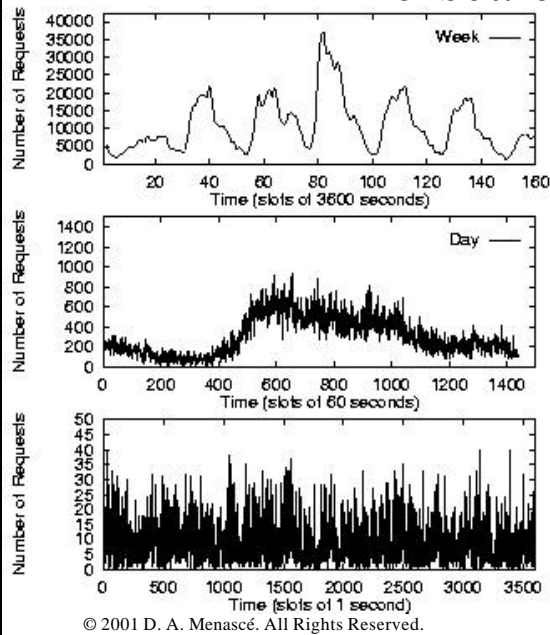 Number of Requests
40000
35000
30000
25000
20000
15000
10000
5000
0
Week
20 40 60 80 100 120 140 160
Time (slots of 3600 seconds)
Number of Requests
1400
1200
1000
800
600
400
200
0
Day
0 200 400 600 800 1000 1200 1400
Time (slots of 60 seconds)
Number of Requests
50
45
40
35
30
25
20
15
10
5
0
0 500 1000 1500 2000 2500 3000 3500
Time (slots of 1 second)
© 2001 D. A. Menascé. All Rights Reserved.